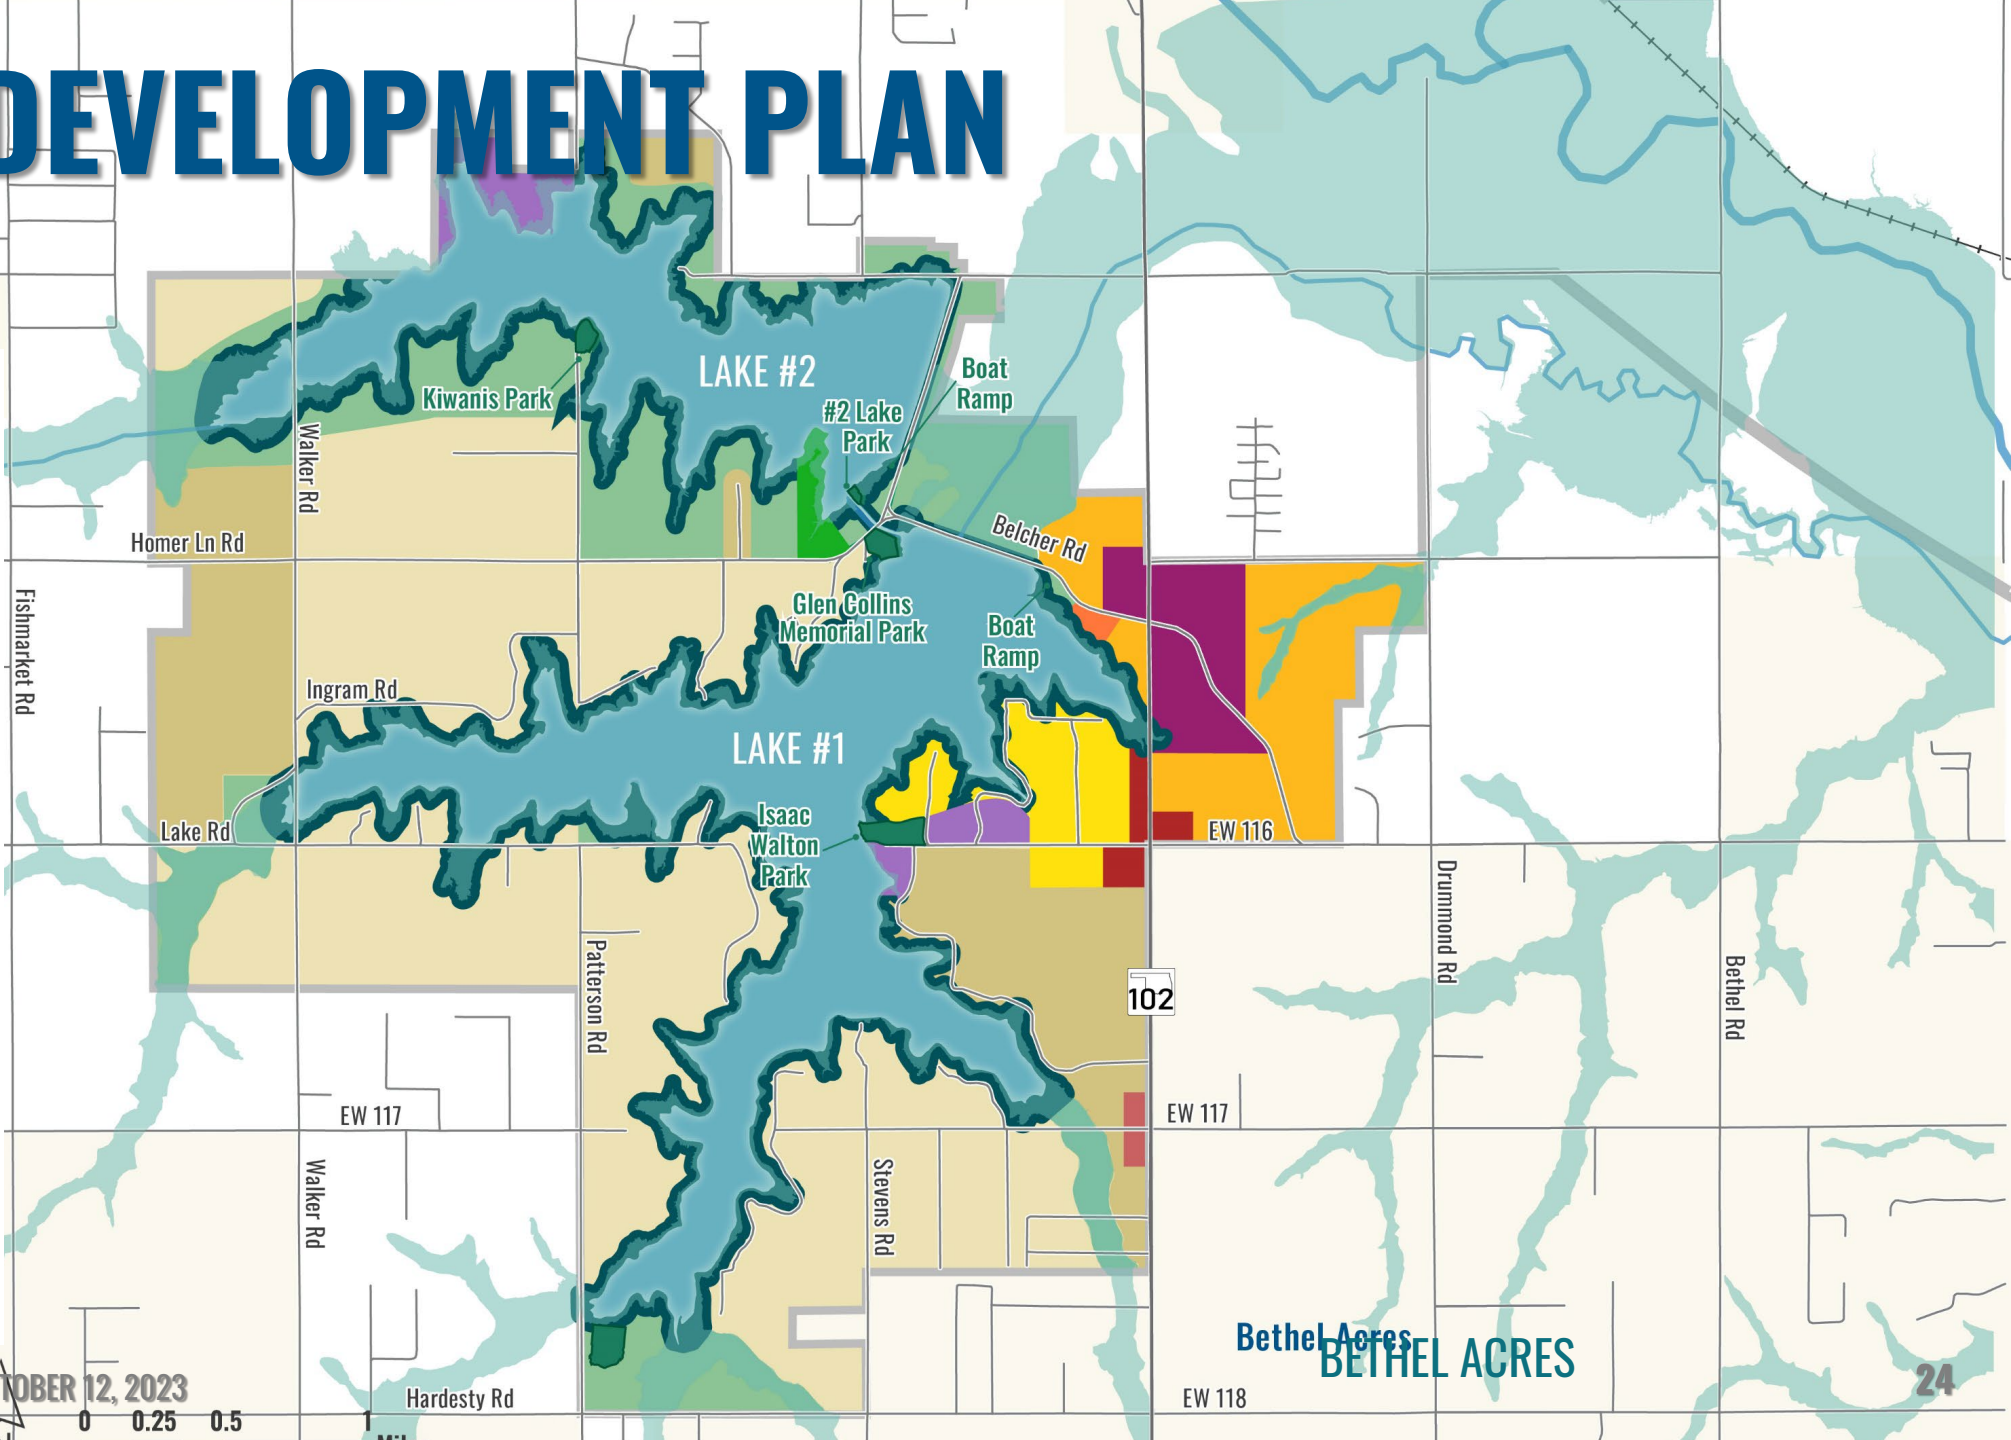 DEVELOPMENT PLAN
LAKE #2
Boat
Ramp
Kiwanis Park
#2 Lake
Park
Walker Rd
Homer Ln Rd
Belcher Rd
Fishmarket Rd
Glen Collins
Memorial Park
Boat
Ramp
Ingram Rd
LAKE #1
Isaac
Walton
Park
Lake Rd
EW 116
Drummond Rd
Patterson Rd
Bethel Rd
102
EW 117
EW 117
Walker Rd
Stevens Rd
Bethel Acres
BETHEL ACRES
TOBER 12, 2023
24
Hardesty Rd
EW 118
0 0.25 0.5 1